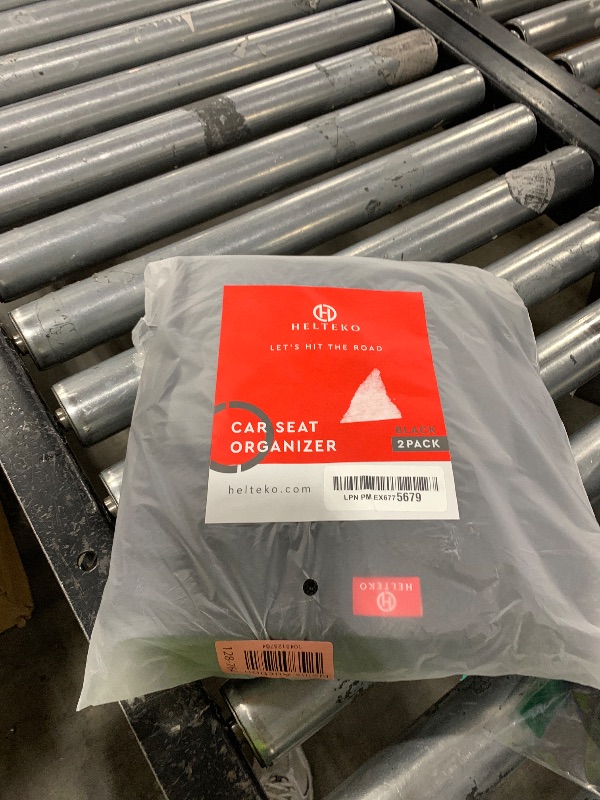 HELTEKO
LET'S HIT THE ROAD
CAR SEAT
ORGANIZER
BLACK
2 PACK
helteko.com
LPN PM-EX677 5679
HELTEKO